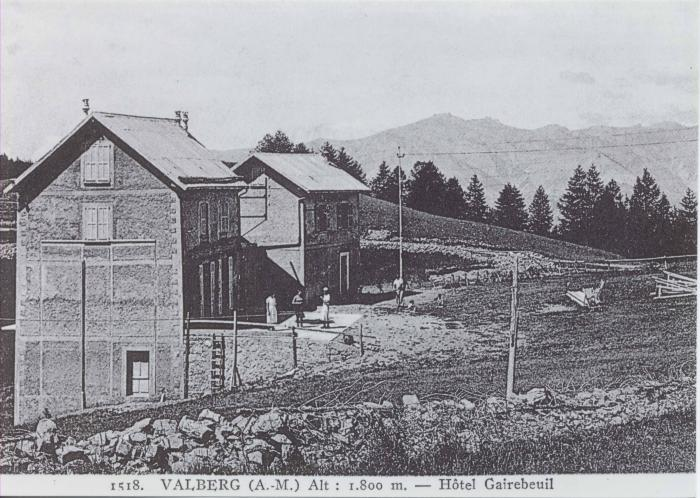 1518. VALBERG (A.-M.) Alt : 1.800 m. — Hôtel Gairebeuil